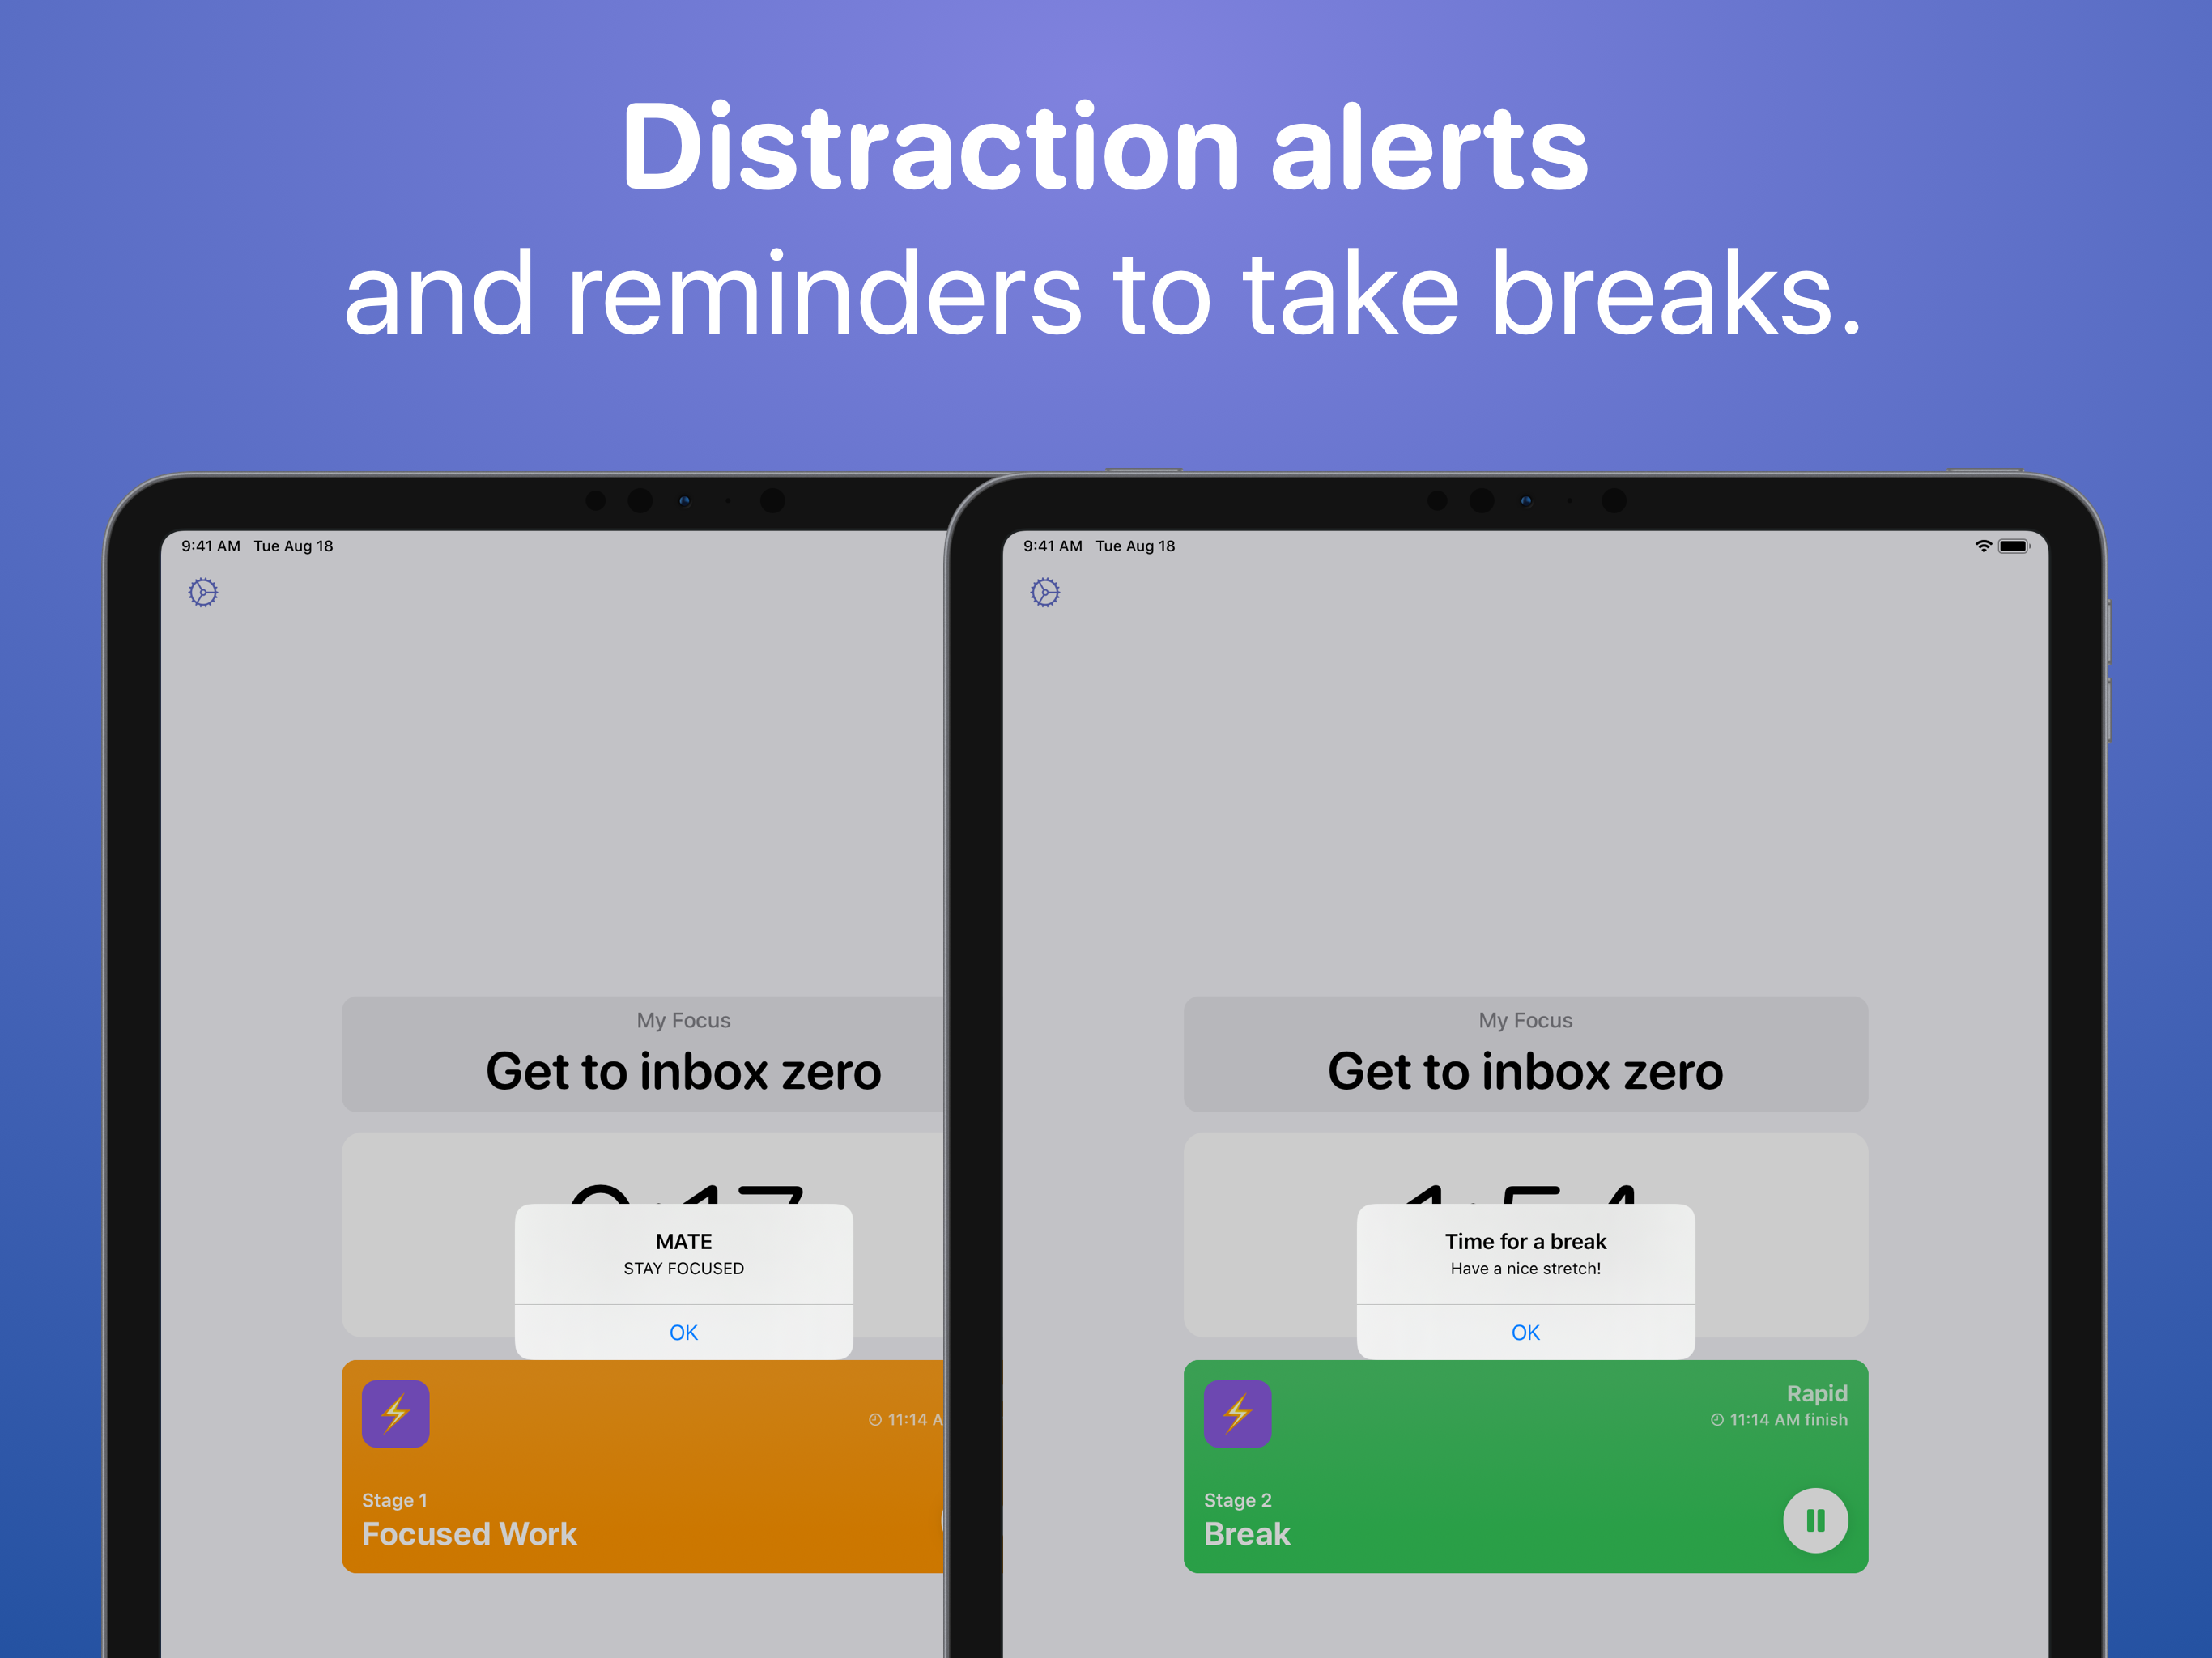 Distraction alerts
and reminders to take breaks.
9:41 AM Tue Aug 18
My Focus
Get to inbox zero
MATE
STAY FOCUSED
OK
11:14 A
Stage 1
Focused Work
9:41 AM Tue Aug 18
My Focus
Get to inbox zero
Time for a break
Have a nice stretch!
OK
Rapid
11:14 AM finish
Stage 2
Break